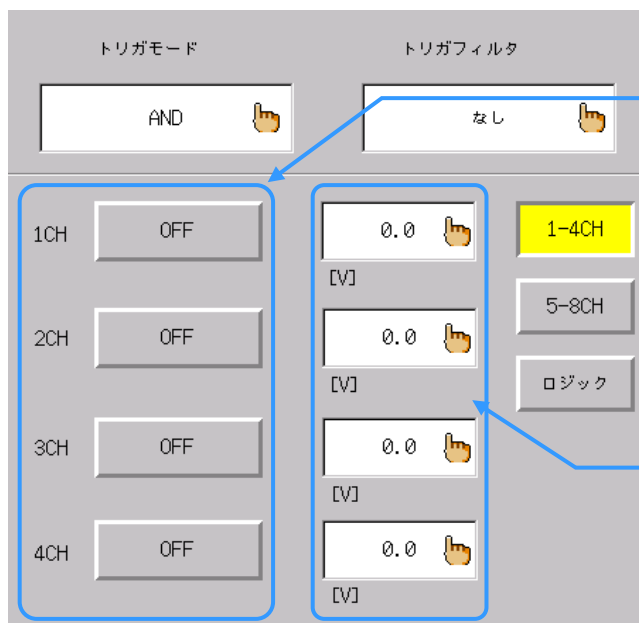 トリガモード トリガフィルタ
AND なし
1CH OFF 0.0 1-4CH
[V]
5-8CH
2CH OFF 0.0
[V]
ロジック
3CH OFF 0.0
[V]
4CH OFF 0.0
[V]